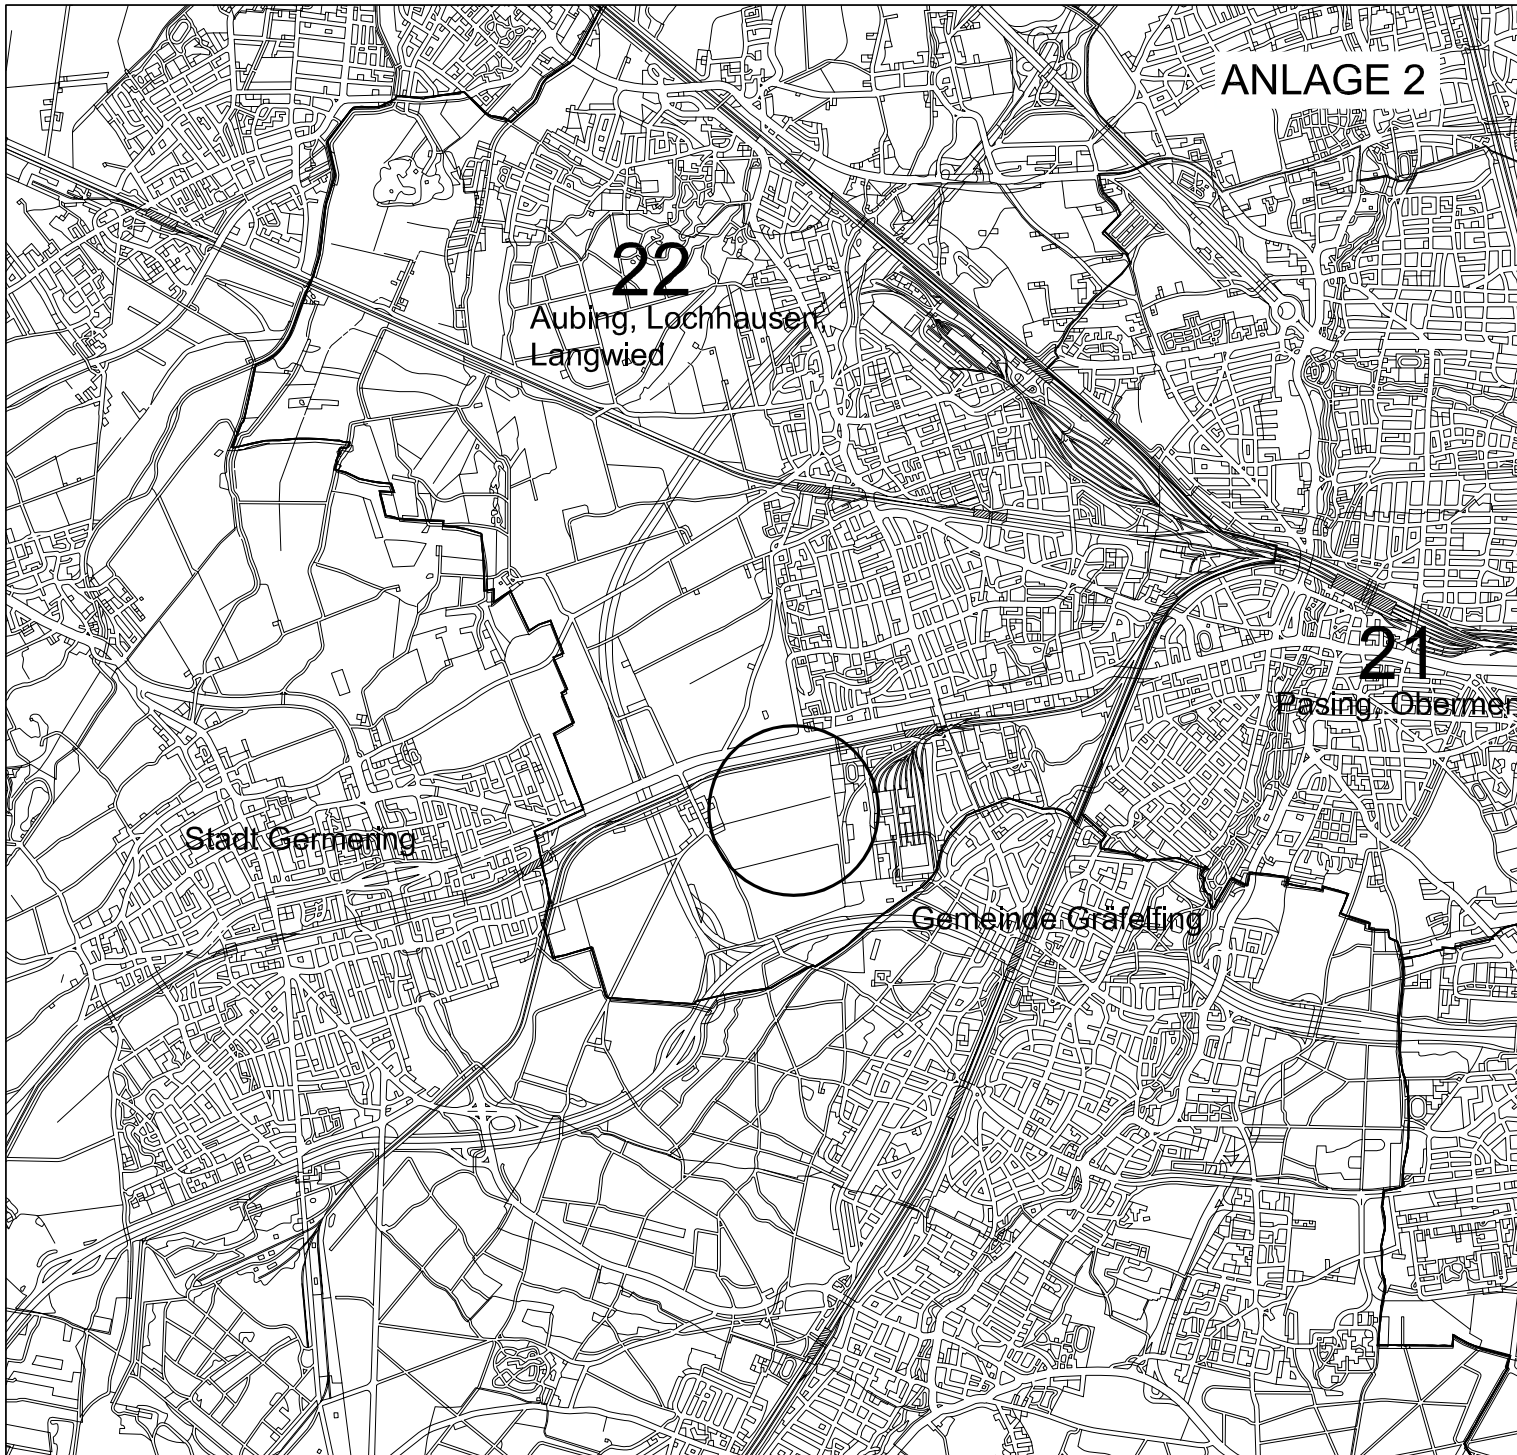 ANLAGE 2
22
Aubing, Lochhausen,
Langwied
21
Pasing, Obermen
Stadt Germering
Gemeinde Gräfelfing